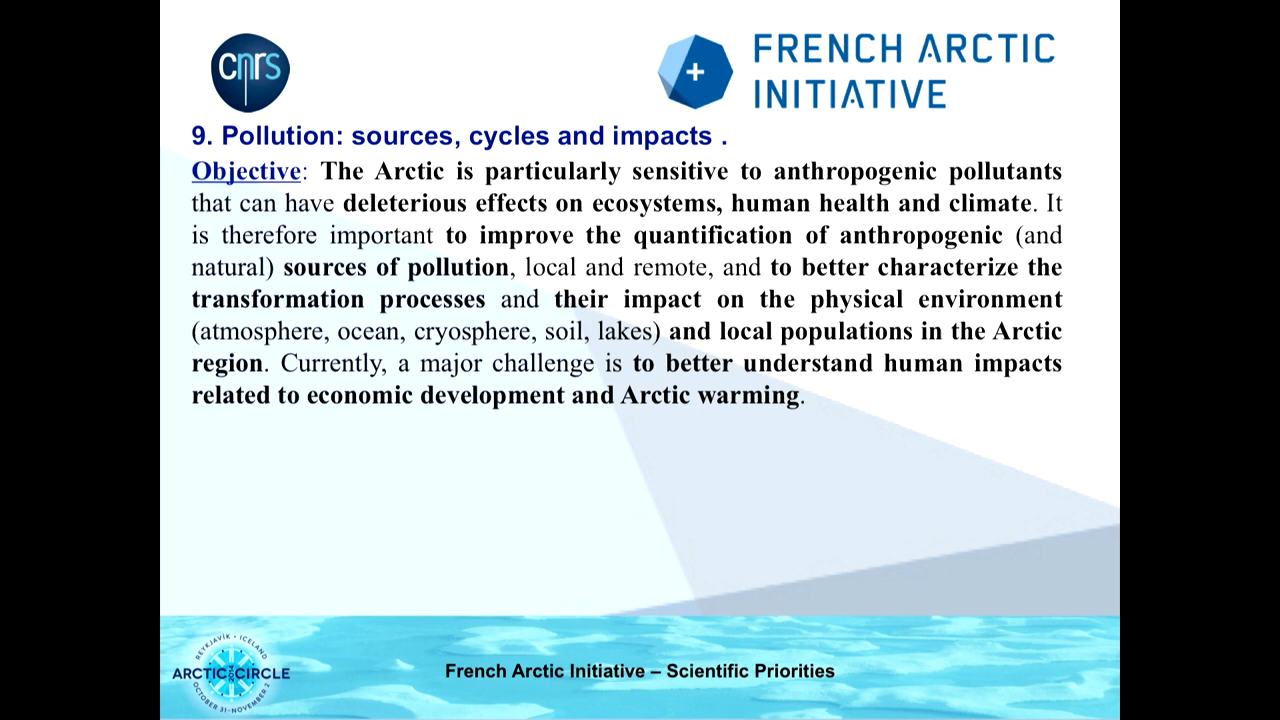 cnrs
FRENCH ARCTIC
INITIATIVE
9. Pollution: sources, cycles and impacts .
Objective: The Arctic is particularly sensitive to anthropogenic pollutants
that can have deleterious effects on ecosystems, human health and climate. It
is therefore important to improve the quantification of anthropogenic (and
natural) sources of pollution, local and remote, and to better characterize the
transformation processes and their impact on the physical environment
(atmosphere, ocean, cryosphere, soil, lakes) and local populations in the Arctic
region. Currently, a major challenge is to better understand human impacts
related to economic development and Arctic warming.
REYKJAVÍK • ICELAND
ARCTIC CIRCLE
OCTOBER 31-NOVEMBER 2
French Arctic Initiative – Scientific Priorities